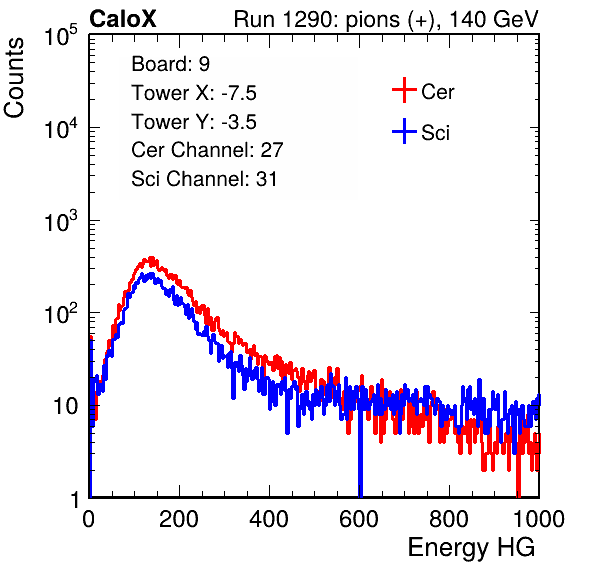 CaloX Run 1290: pions (+), 140 GeV
Counts
10^5
10^4
10^3
10^2
10
1
Board: 9
Tower X: -7.5
Tower Y: -3.5
Cer Channel: 27
Sci Channel: 31
Cer
Sci
0 200 400 600 800 1000
Energy HG